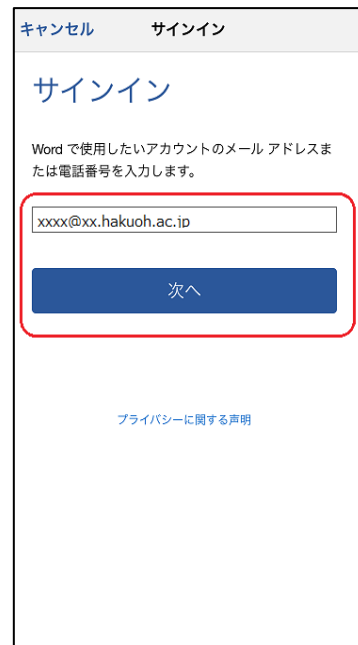 キャンセル サインイン
サインイン
Word で使用したいアカウントのメール アドレスま
たは電話番号を入力します。
xxxx@xx.hakuoh.ac.jp
次へ
プライバシーに関する声明